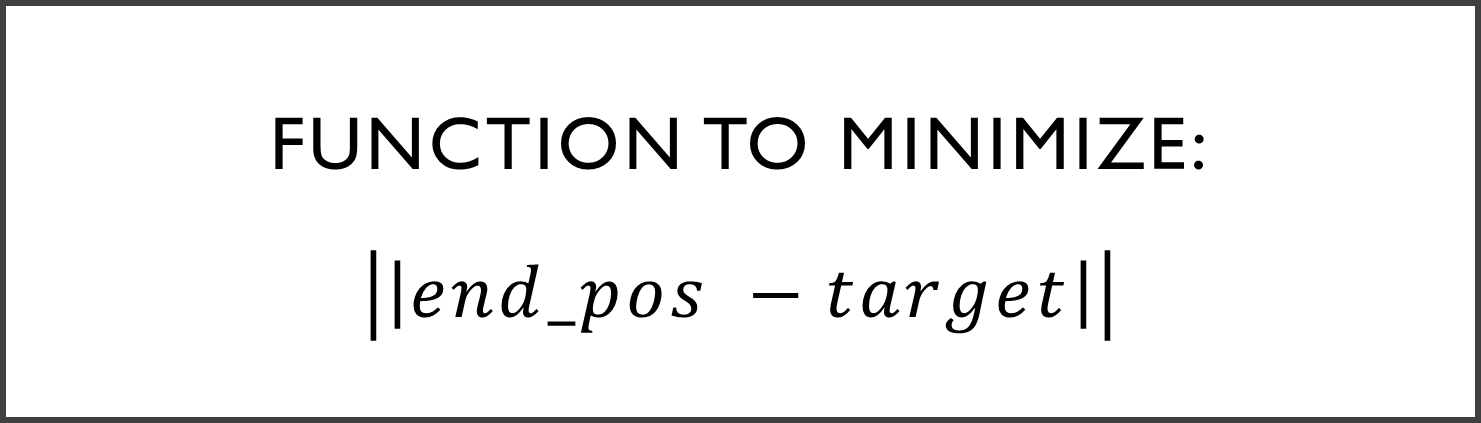 FUNCTION TO MINIMIZE:
||end_pos − target||